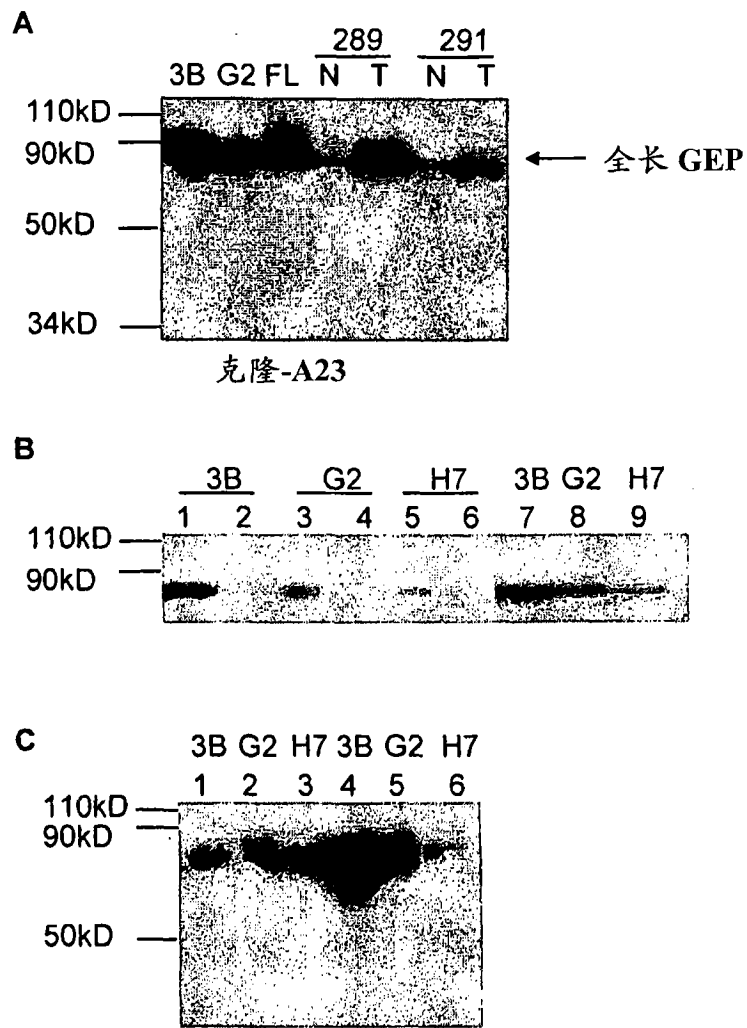 A
289 291
3B G2 FL N T N T
110kD
90kD
全长 GEP
50kD
34kD
克隆-A23
B
3B G2 H7 3B G2 H7
1 2 3 4 5 6 7 8 9
110kD
90kD
C
3B G2 H7 3B G2 H7
1 2 3 4 5 6
110kD
90kD
50kD